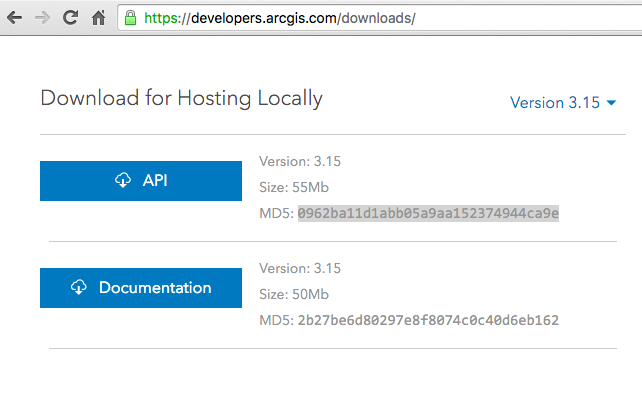 https://developers.arcgis.com/downloads/
Download for Hosting Locally
Version 3.15
API
Version: 3.15
Size: 55Mb
MD5: 0962ba11d1abb05a9aa152374944ca9e
Documentation
Version: 3.15
Size: 50Mb
MD5: 2b27be6d80297e8f8074c0c40d6eb162